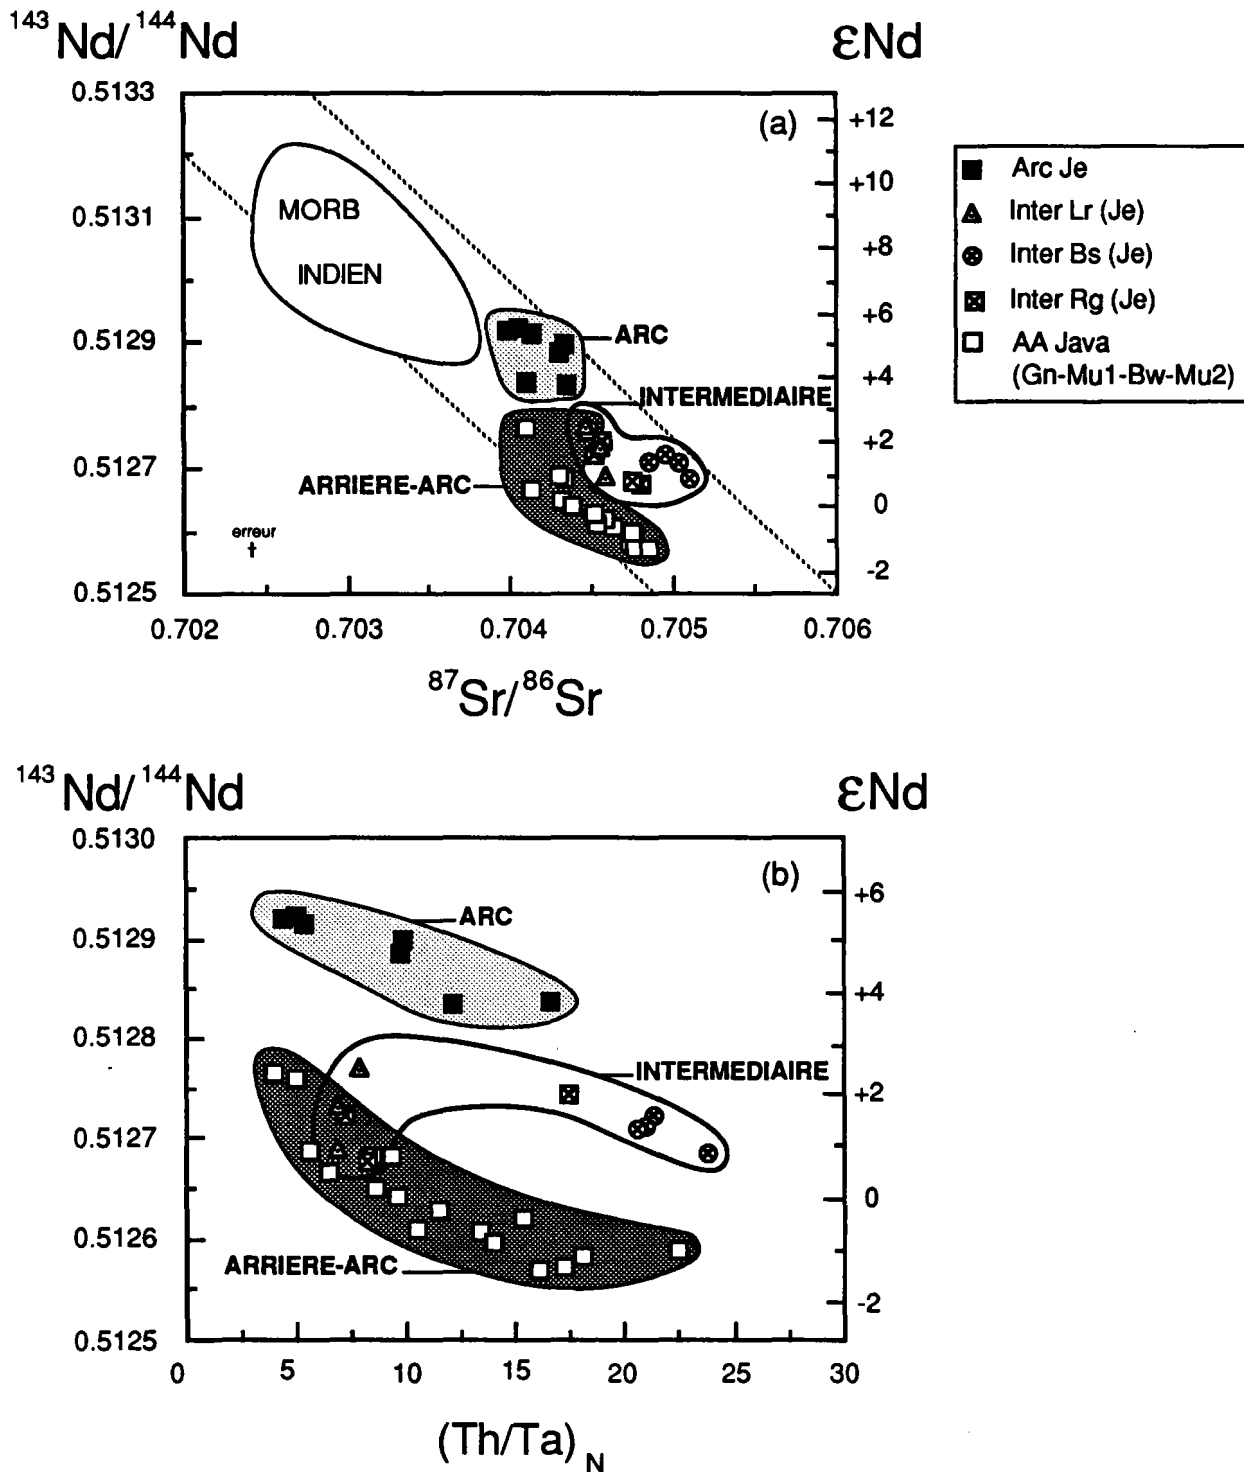 143Nd/144Nd
εNd
0.5133
0.5131
0.5129
0.5127
0.5125
(a)
+12
+10
+8
+6
+4
+2
0
-2
MORB
INDIEN
ARC
INTERMEDIAIRE
ARRIERE-ARC
erreur
0.702 0.703 0.704 0.705 0.706
87Sr/86Sr
Arc Je
Inter Lr (Je)
Inter Bs (Je)
Inter Rg (Je)
AA Java
(Gn-Mu1-Bw-Mu2)
143Nd/144Nd
εNd
0.5130
0.5129
0.5128
0.5127
0.5126
0.5125
(b)
+6
+4
+2
0
-2
ARC
INTERMEDIAIRE
ARRIERE-ARC
0 5 10 15 20 25 30
(Th/Ta)N